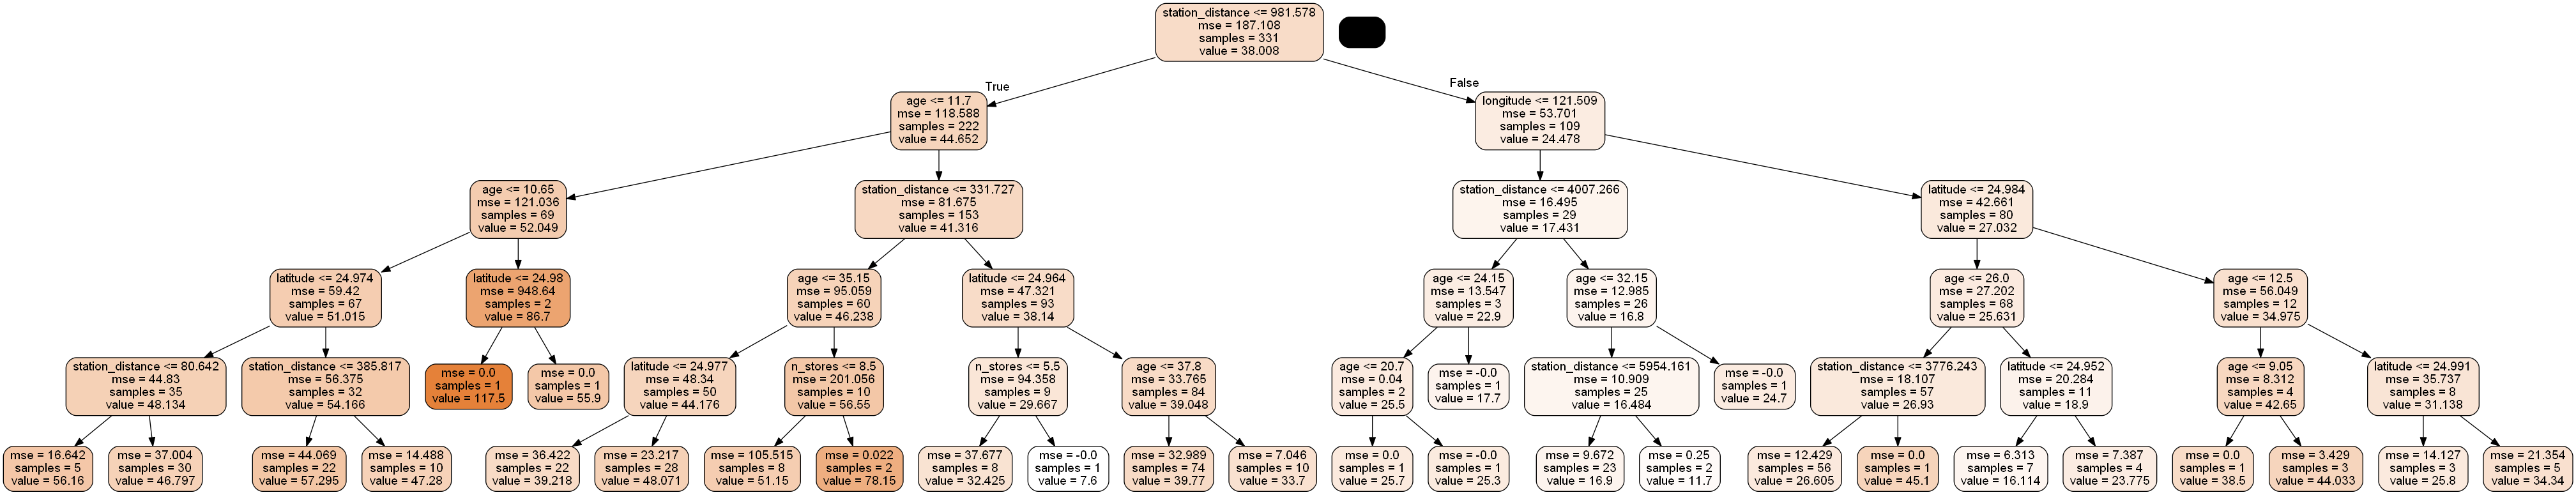 station_distance <= 981.578
mse = 187.108
samples = 331
value = 38.008
True
False
age <= 11.7
mse = 118.588
samples = 222
value = 44.652
longitude <= 121.509
mse = 53.701
samples = 109
value = 24.478
age <= 10.65
mse = 121.036
samples = 69
value = 52.049
station_distance <= 331.727
mse = 81.675
samples = 153
value = 41.316
station_distance <= 4007.266
mse = 16.495
samples = 29
value = 17.431
latitude <= 24.984
mse = 42.661
samples = 80
value = 27.032
latitude <= 24.974
mse = 59.42
samples = 67
value = 51.015
latitude <= 24.98
mse = 948.64
samples = 2
value = 86.7
age <= 35.15
mse = 95.059
samples = 60
value = 46.238
latitude <= 24.964
mse = 47.321
samples = 93
value = 38.14
age <= 24.15
mse = 13.547
samples = 3
value = 22.9
age <= 32.15
mse = 12.985
samples = 26
value = 16.8
age <= 26.0
mse = 27.202
samples = 68
value = 25.631
age <= 12.5
mse = 56.049
samples = 12
value = 34.975
station_distance <= 80.642
mse = 44.83
samples = 35
value = 48.134
station_distance <= 385.817
mse = 56.375
samples = 32
value = 54.166
mse = 0.0
samples = 1
value = 117.5
mse = 0.0
samples = 1
value = 55.9
latitude <= 24.977
mse = 48.34
samples = 50
value = 44.176
n_stores <= 8.5
mse = 201.056
samples = 10
value = 56.55
n_stores <= 5.5
mse = 94.358
samples = 9
value = 29.667
age <= 37.8
mse = 33.765
samples = 84
value = 39.048
age <= 20.7
mse = 0.04
samples = 2
value = 25.5
mse = -0.0
samples = 1
value = 17.7
station_distance <= 5954.161
mse = 10.909
samples = 25
value = 16.484
mse = -0.0
samples = 1
value = 24.7
station_distance <= 3776.243
mse = 18.107
samples = 57
value = 26.93
latitude <= 24.952
mse = 20.284
samples = 11
value = 18.9
age <= 9.05
mse = 8.312
samples = 4
value = 42.65
latitude <= 24.991
mse = 35.737
samples = 8
value = 31.138
mse = 16.642
samples = 5
value = 56.16
mse = 37.004
samples = 30
value = 46.797
mse = 44.069
samples = 22
value = 57.295
mse = 14.488
samples = 10
value = 47.28
mse = 36.422
samples = 22
value = 39.218
mse = 23.217
samples = 28
value = 48.071
mse = 105.515
samples = 8
value = 51.15
mse = 0.022
samples = 2
value = 78.15
mse = 37.677
samples = 8
value = 32.425
mse = -0.0
samples = 1
value = 7.6
mse = 32.989
samples = 74
value = 39.77
mse = 7.046
samples = 10
value = 33.7
mse = 0.0
samples = 1
value = 25.7
mse = -0.0
samples = 1
value = 25.3
mse = 9.672
samples = 23
value = 16.9
mse = 0.25
samples = 2
value = 11.7
mse = 12.429
samples = 56
value = 26.605
mse = 0.0
samples = 1
value = 45.1
mse = 6.313
samples = 7
value = 16.114
mse = 7.387
samples = 4
value = 23.775
mse = 0.0
samples = 1
value = 38.5
mse = 3.429
samples = 3
value = 44.033
mse = 14.127
samples = 3
value = 25.8
mse = 21.354
samples = 5
value = 34.34